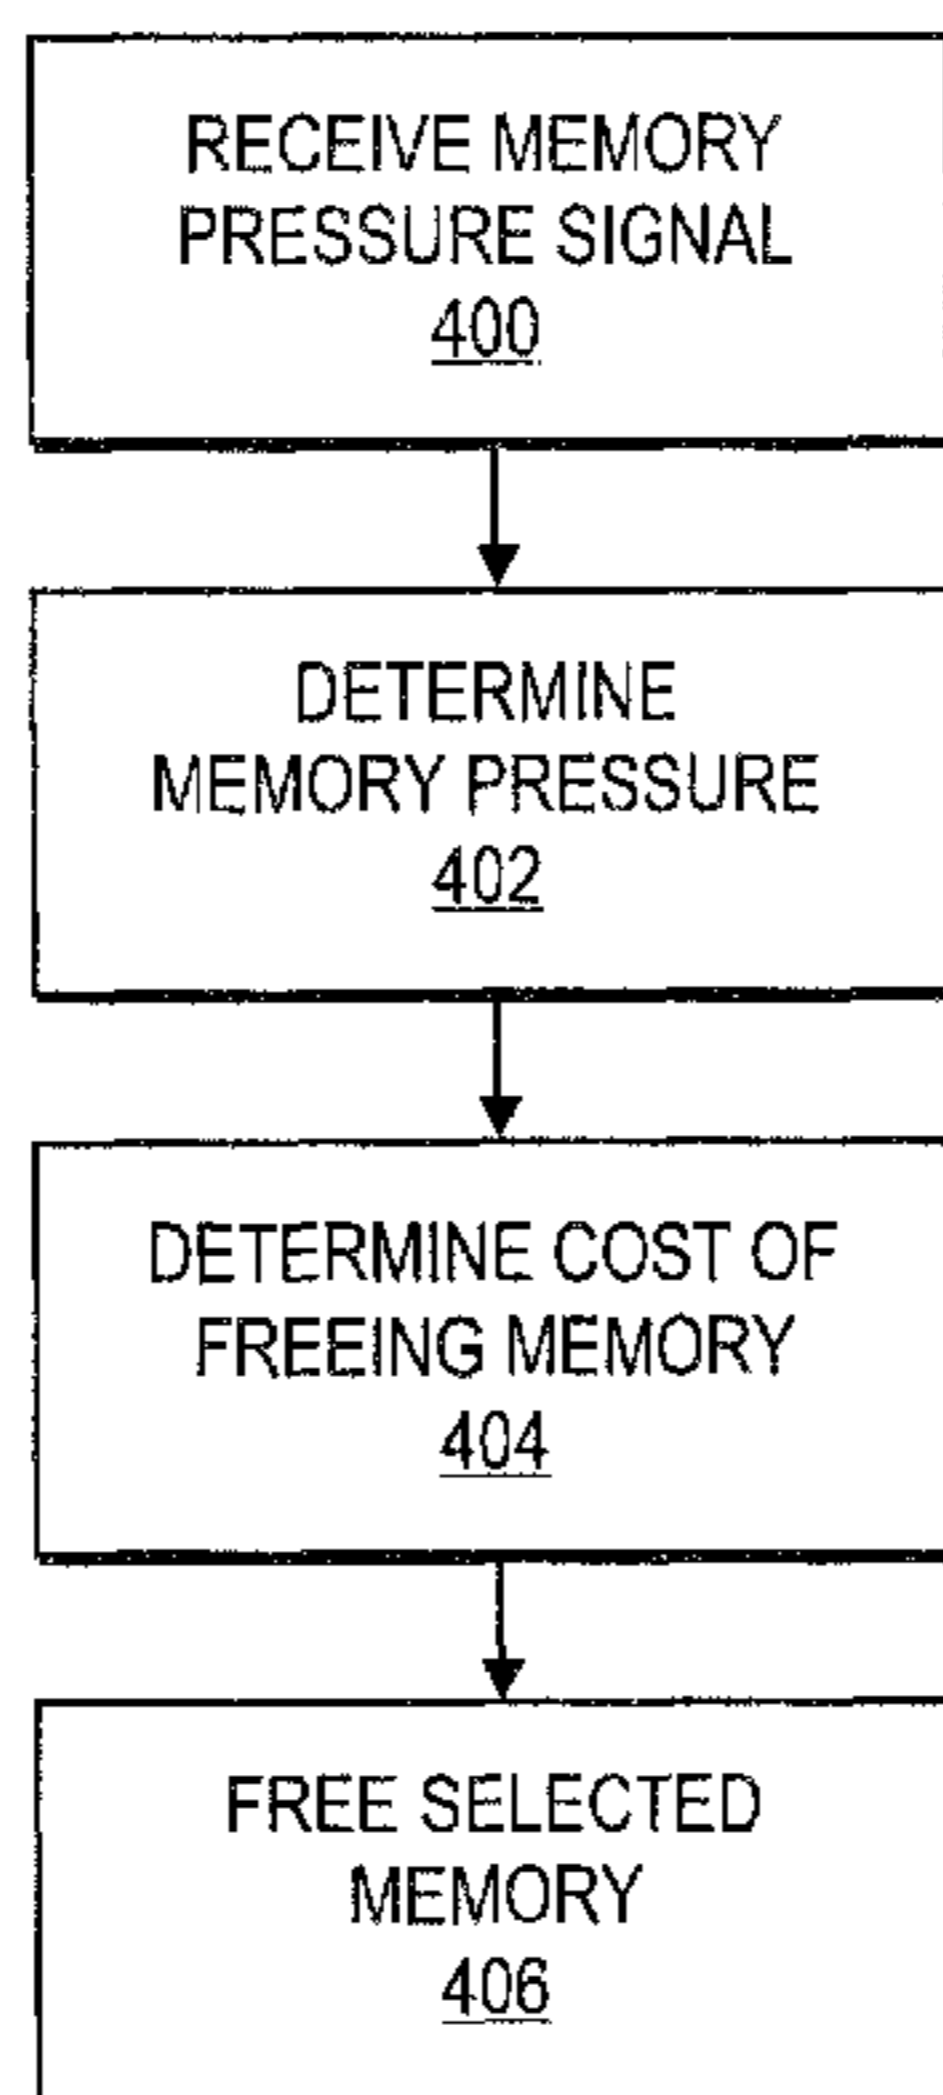 RECEIVE MEMORY
PRESSURE SIGNAL
400
DETERMINE
MEMORY PRESSURE
402
DETERMINE COST OF
FREEING MEMORY
404
FREE SELECTED
MEMORY
406